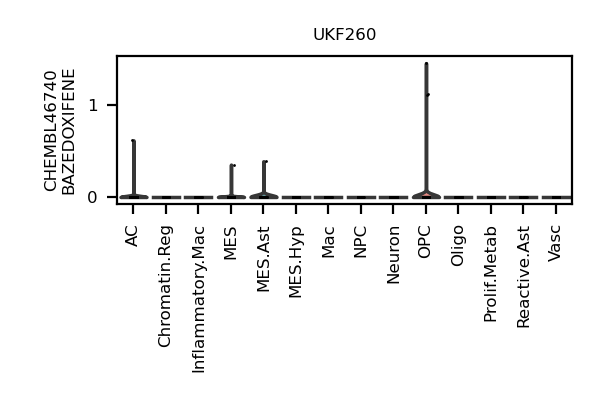 UKF260
CHEMBL46740
BAZEDOXIFENE
1
0
AC
Chromatin.Reg
Inflammatory.Mac
MES
MES.Ast
MES.Hyp
Mac
NPC
Neuron
OPC
Oligo
Prolif.Metab
Reactive.Ast
Vasc